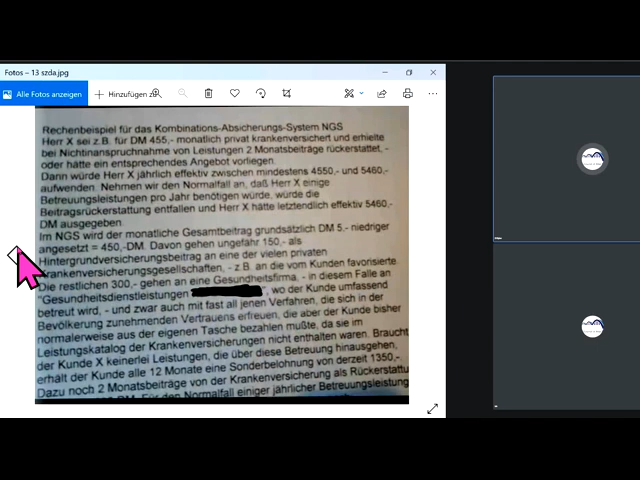 Fotos – 13 szda.jpg
Alle Fotos anzeigen
Hinzufügen zu
Rechenbeispiel für das Kombinations-Absicherungs-System NGS
Herr X sei z.B. für DM 455,- monatlich privat krankenversichert und erhielte
bei Nichtinanspruchnahme von Leistungen 2 Monatsbeiträge rückerstattet, -
oder hätte ein entsprechendes Angebot vorliegen.
Dann würde Herr X jährlich effektiv zwischen mindestens 4550,- und 5460,-
aufwenden. Nehmen wir den Normalfall an, daß Herr X einige
Betreuungsleistungen pro Jahr benötigen würde, würde die
Beitragsrückerstattung entfallen und Herr X hätte letztendlich effektiv 5460,-
DM ausgegeben.
Im NGS wird der monatliche Gesamtbeitrag grundsätzlich DM 5.- niedriger
angesetzt = 450,-DM. Davon gehen ungefähr 150,- als
Hintergrundversicherungsbeitrag an eine der vielen privaten
Krankenversicherungsgesellschaften, - z.B. an die vom Kunden favorisierte
Die restlichen 300,- gehen an eine Gesundheitsfirma, - in diesem Falle an
"Gesundheitsdienstleistungen ", wo der Kunde umfassend
betreut wird, - und zwar auch mit fast all jenen Verfahren, die sich in der
Bevölkerung zunehmenden Vertrauens erfreuen, die aber der Kunde bisher
normalerweise aus der eigenen Tasche bezahlen mußte, da sie im
Leistungskatalog der Krankenversicherungen nicht enthalten waren. Braucht
der Kunde X keinerlei Leistungen, die über diese Betreuung hinausgehen,
erhält der Kunde alle 12 Monate eine Sonderbelohnung von derzeit 1350,-.
Dazu noch 2 Monatsbeiträge von der Krankenversicherung als Rückerstattu
DM. Für den Normalfall einiger jährlicher Betreuungsleistung